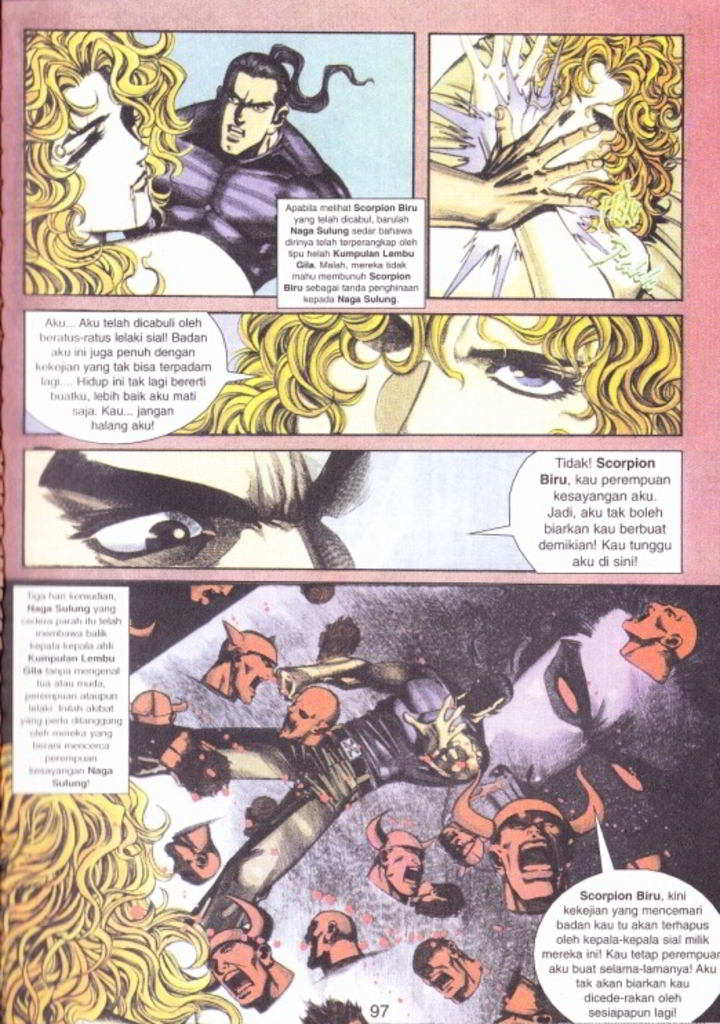 Apabila melihat Scorpion Biru
yang telah dicabul, barulah
Naga Sulung sedar bahawa
dirinya telah terperangkap oleh
tipu helah Kumpulan Lembu
Gila. Malah, mereka tidak
mahu membunuh Scorpion
Biru sebagai tanda penghinaan
kepada Naga Sulung.
Aku... Aku telah dicabuli oleh
beratus-ratus lelaki sial! Badan
aku ini juga penuh dengan
kekejian yang tak bisa terpadam
lagi.... Hidup ini tak lagi bererti
buatku, lebih baik aku mati
saja. Kau... jangan
halang aku!
Tidak! Scorpion
Biru, kau perempuan
kesayangan aku.
Jadi, aku tak boleh
biarkan kau berbuat
demikian! Kau tunggu
aku di sini!
Tiga hari kemudian,
Naga Sulung yang
cedera parah itu telah
membawa balik
kepala-kepala ahli
Kumpulan Lembu
Gila tanpa mengenal
tua atau muda,
perempuan ataupun
lelaki. Inilah akibat
yang perlu ditanggung
oleh mereka yang
berani mencerca
perempuan
kesayangan Naga
Sulung!
Scorpion Biru, kini
kekejian yang mencemari
badan kau tu akan terhapus
oleh kepala-kepala sial milik
mereka ini! Kau tetap perempuan
aku buat selama-lamanya! Aku
tak akan biarkan kau
dicede-rakan oleh
sesiapapun lagi!
97